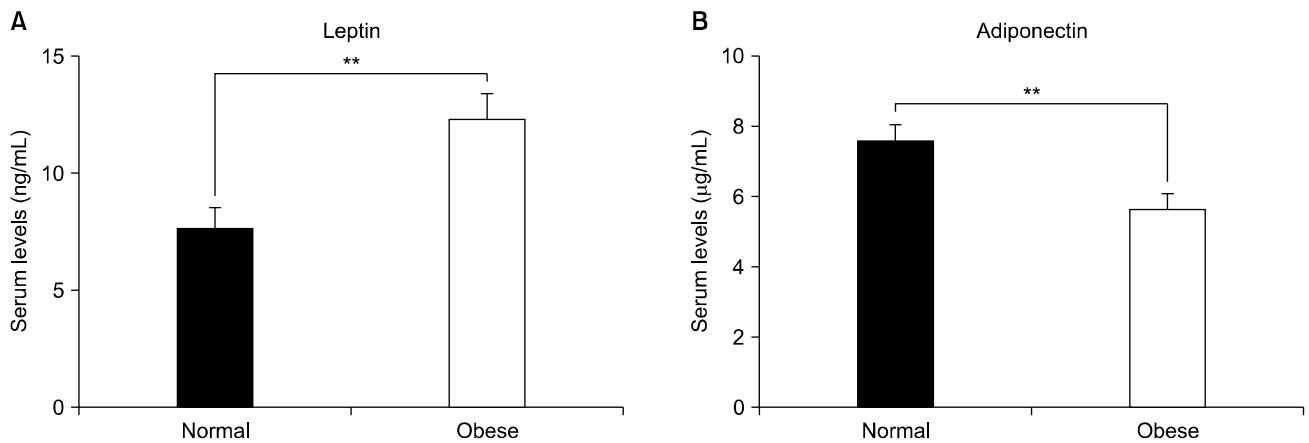 A
Leptin
Serum levels (ng/mL)
15
10
5
0
**
Normal Obese
B
Adiponectin
Serum levels (μg/mL)
10
8
6
4
2
0
**
Normal Obese